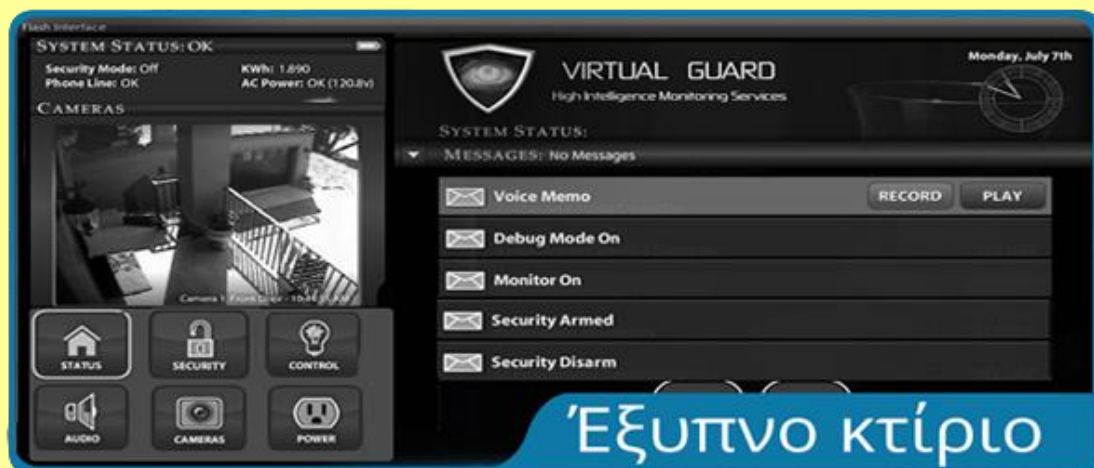 Flash Interface
SYSTEM STATUS: OK
Security Mode: Off
KWh: 1.890
Phone Line: OK
AC Power: OK (120.8v)
CAMERAS
Camera 1
STATUS
SECURITY
CONTROL
AUDIO
CAMERAS
POWER
VIRTUAL GUARD
High Intelligence Monitoring Services
Monday, July 7th
SYSTEM STATUS:
MESSAGES: No Messages
Voice Memo
RECORD
PLAY
Debug Mode On
Monitor On
Security Armed
Security Disarm
Έξυπνο κτίριο